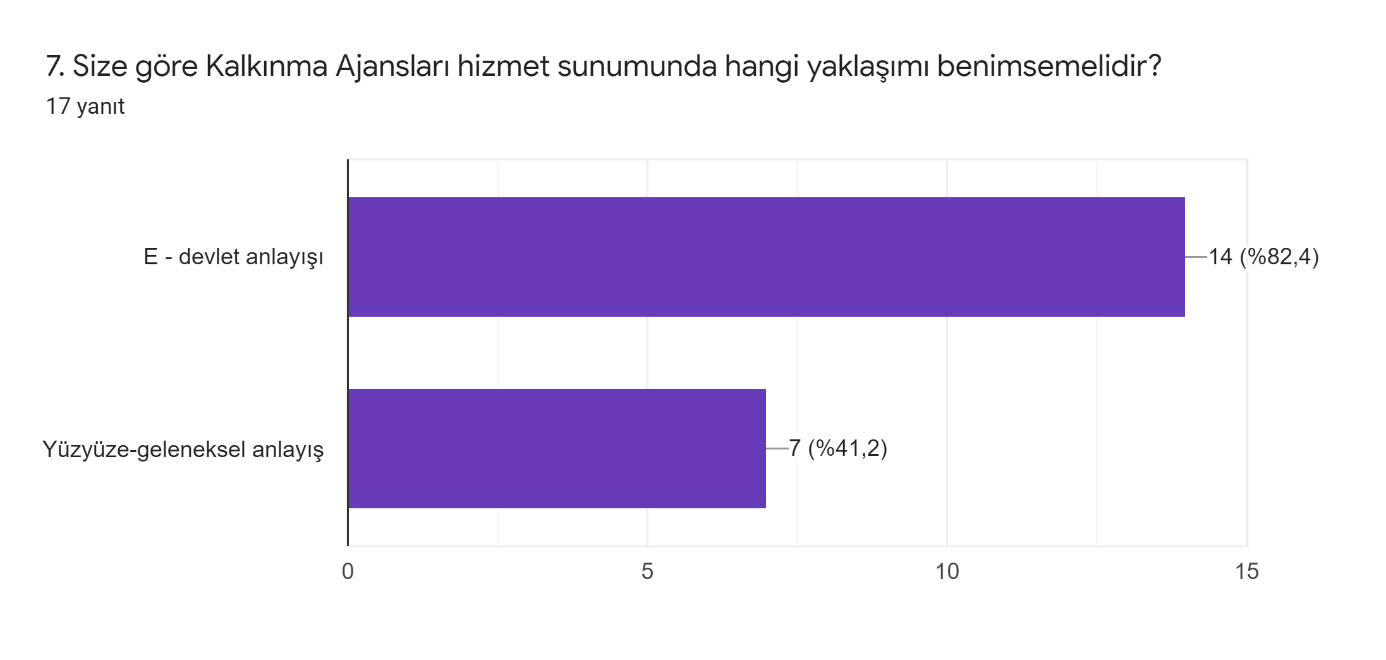 7. Size göre Kalkınma Ajansları hizmet sunumunda hangi yaklaşımı benimsemelidir?
17 yanıt
E - devlet anlayışı
14 (%82,4)
Yüzyüze-geleneksel anlayış
7 (%41,2)
0 5 10 15